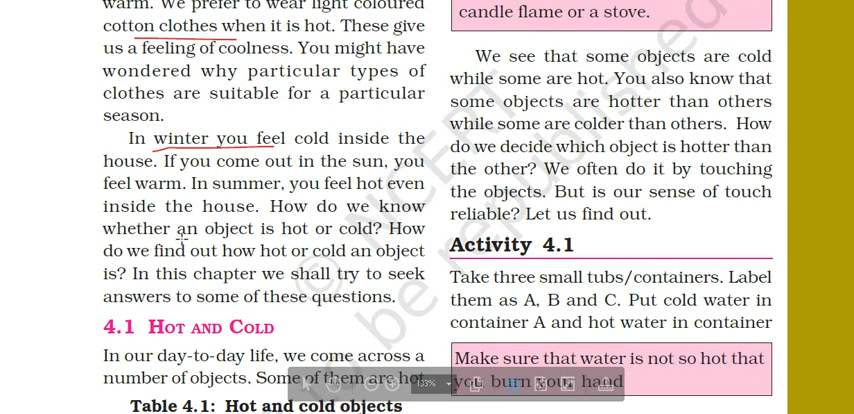 warm. We prefer to wear light coloured
cotton clothes when it is hot. These give
us a feeling of coolness. You might have
wondered why particular types of
clothes are suitable for a particular
season.
In winter you feel cold inside the
house. If you come out in the sun, you
feel warm. In summer, you feel hot even
inside the house. How do we know
whether an object is hot or cold? How
do we find out how hot or cold an object
is? In this chapter we shall try to seek
answers to some of these questions.
4.1 HOT AND COLD
In our day-to-day life, we come across a
number of objects. Some of them are hot
Table 4.1: Hot and cold objects
candle flame or a stove.
We see that some objects are cold
while some are hot. You also know that
some objects are hotter than others
while some are colder than others. How
do we decide which object is hotter than
the other? We often do it by touching
the objects. But is our sense of touch
reliable? Let us find out.
Activity 4.1
Take three small tubs/containers. Label
them as A, B and C. Put cold water in
container A and hot water in container
Make sure that water is not so hot that
you burn your hand
© NCERT
to be republished